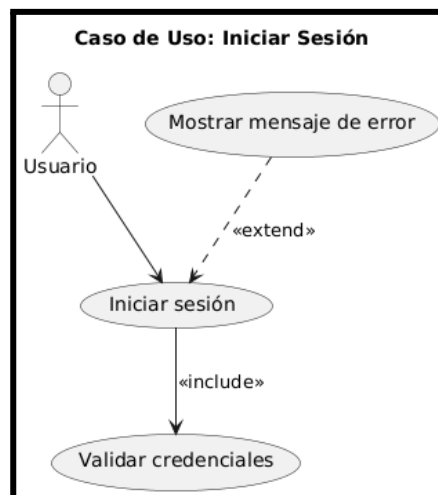 Caso de Uso: Iniciar Sesión
Mostrar mensaje de error
Usuario
«extend»
Iniciar sesión
«include»
Validar credenciales